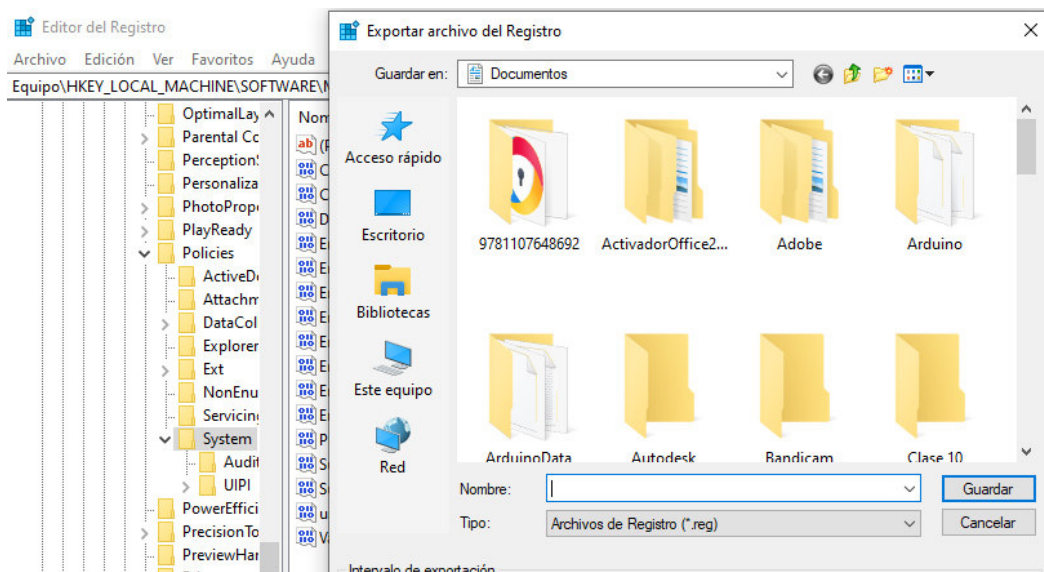 Editor del Registro
Archivo Edición Ver Favoritos Ayuda
Equipo\HKEY_LOCAL_MACHINE\SOFTWARE\
OptimalLay
Parental Cc
Perception
Personaliza
PhotoPrope
PlayReady
Policies
ActiveD
Attachm
DataCol
Explorer
Ext
NonEnu
Servicin
System
Audit
UIPI
PowerEffici
PrecisionTo
PreviewHar
Nom
ab
Exportar archivo del Registro
Guardar en: Documentos
Acceso rápido
Escritorio
Bibliotecas
Este equipo
Red
9781107648692 ActivadorOffice2... Adobe Arduino
ArduinoData Autodesk Bandicam Clase 10
Nombre: Guardar
Tipo: Archivos de Registro (*.reg) Cancelar
Intervalo de exportación